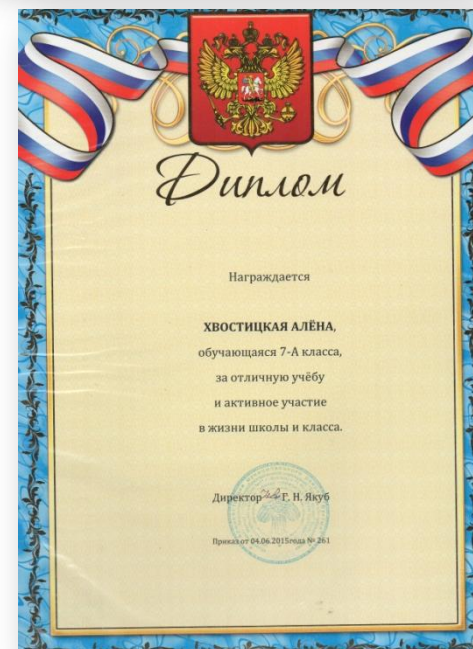 Диплом
Награждается
ХВОСТИЦКАЯ АЛЁНА,
обучающаяся 7-А класса,
за отличную учёбу
и активное участие
в жизни школы и класса.
Директор Г. Н. Якуб
Приказ от 04.06.2015года № 261